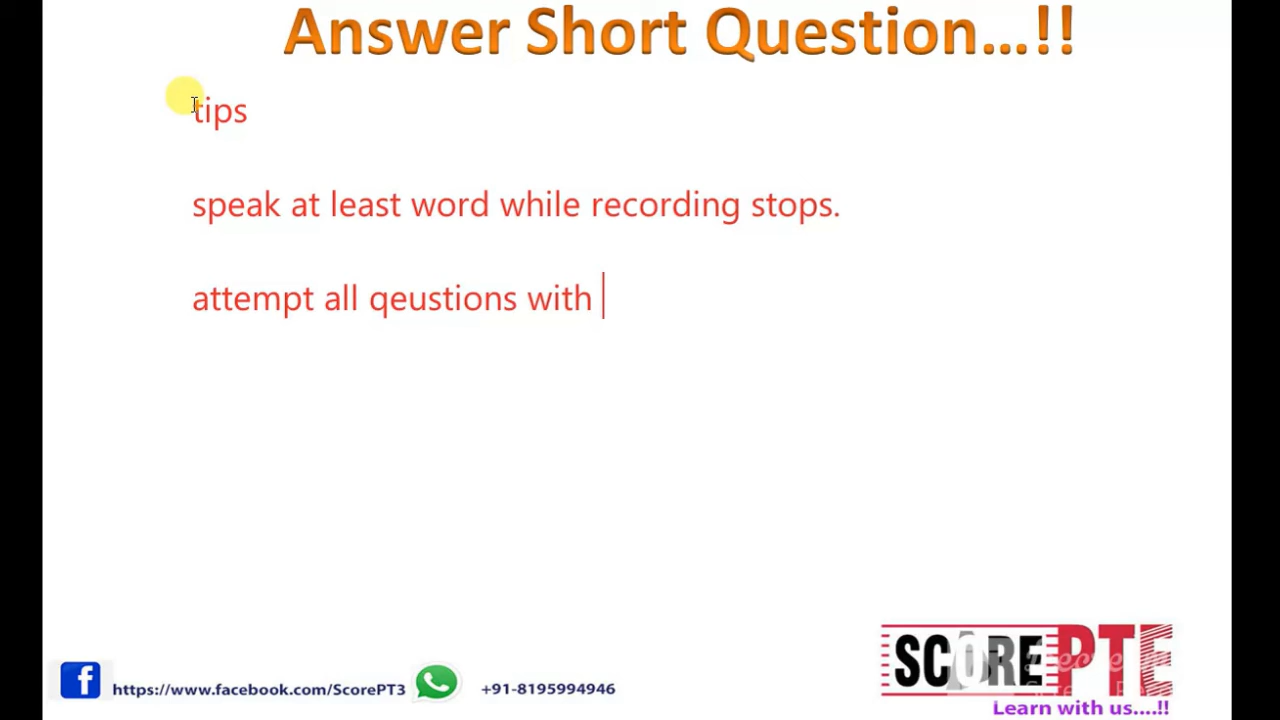 Answer Short Question...!!
tips
speak at least word while recording stops.
attempt all qeustions with
SCORE PTE
https://www.facebook.com/ScorePT3
+91-8195994946
Learn with us....!!